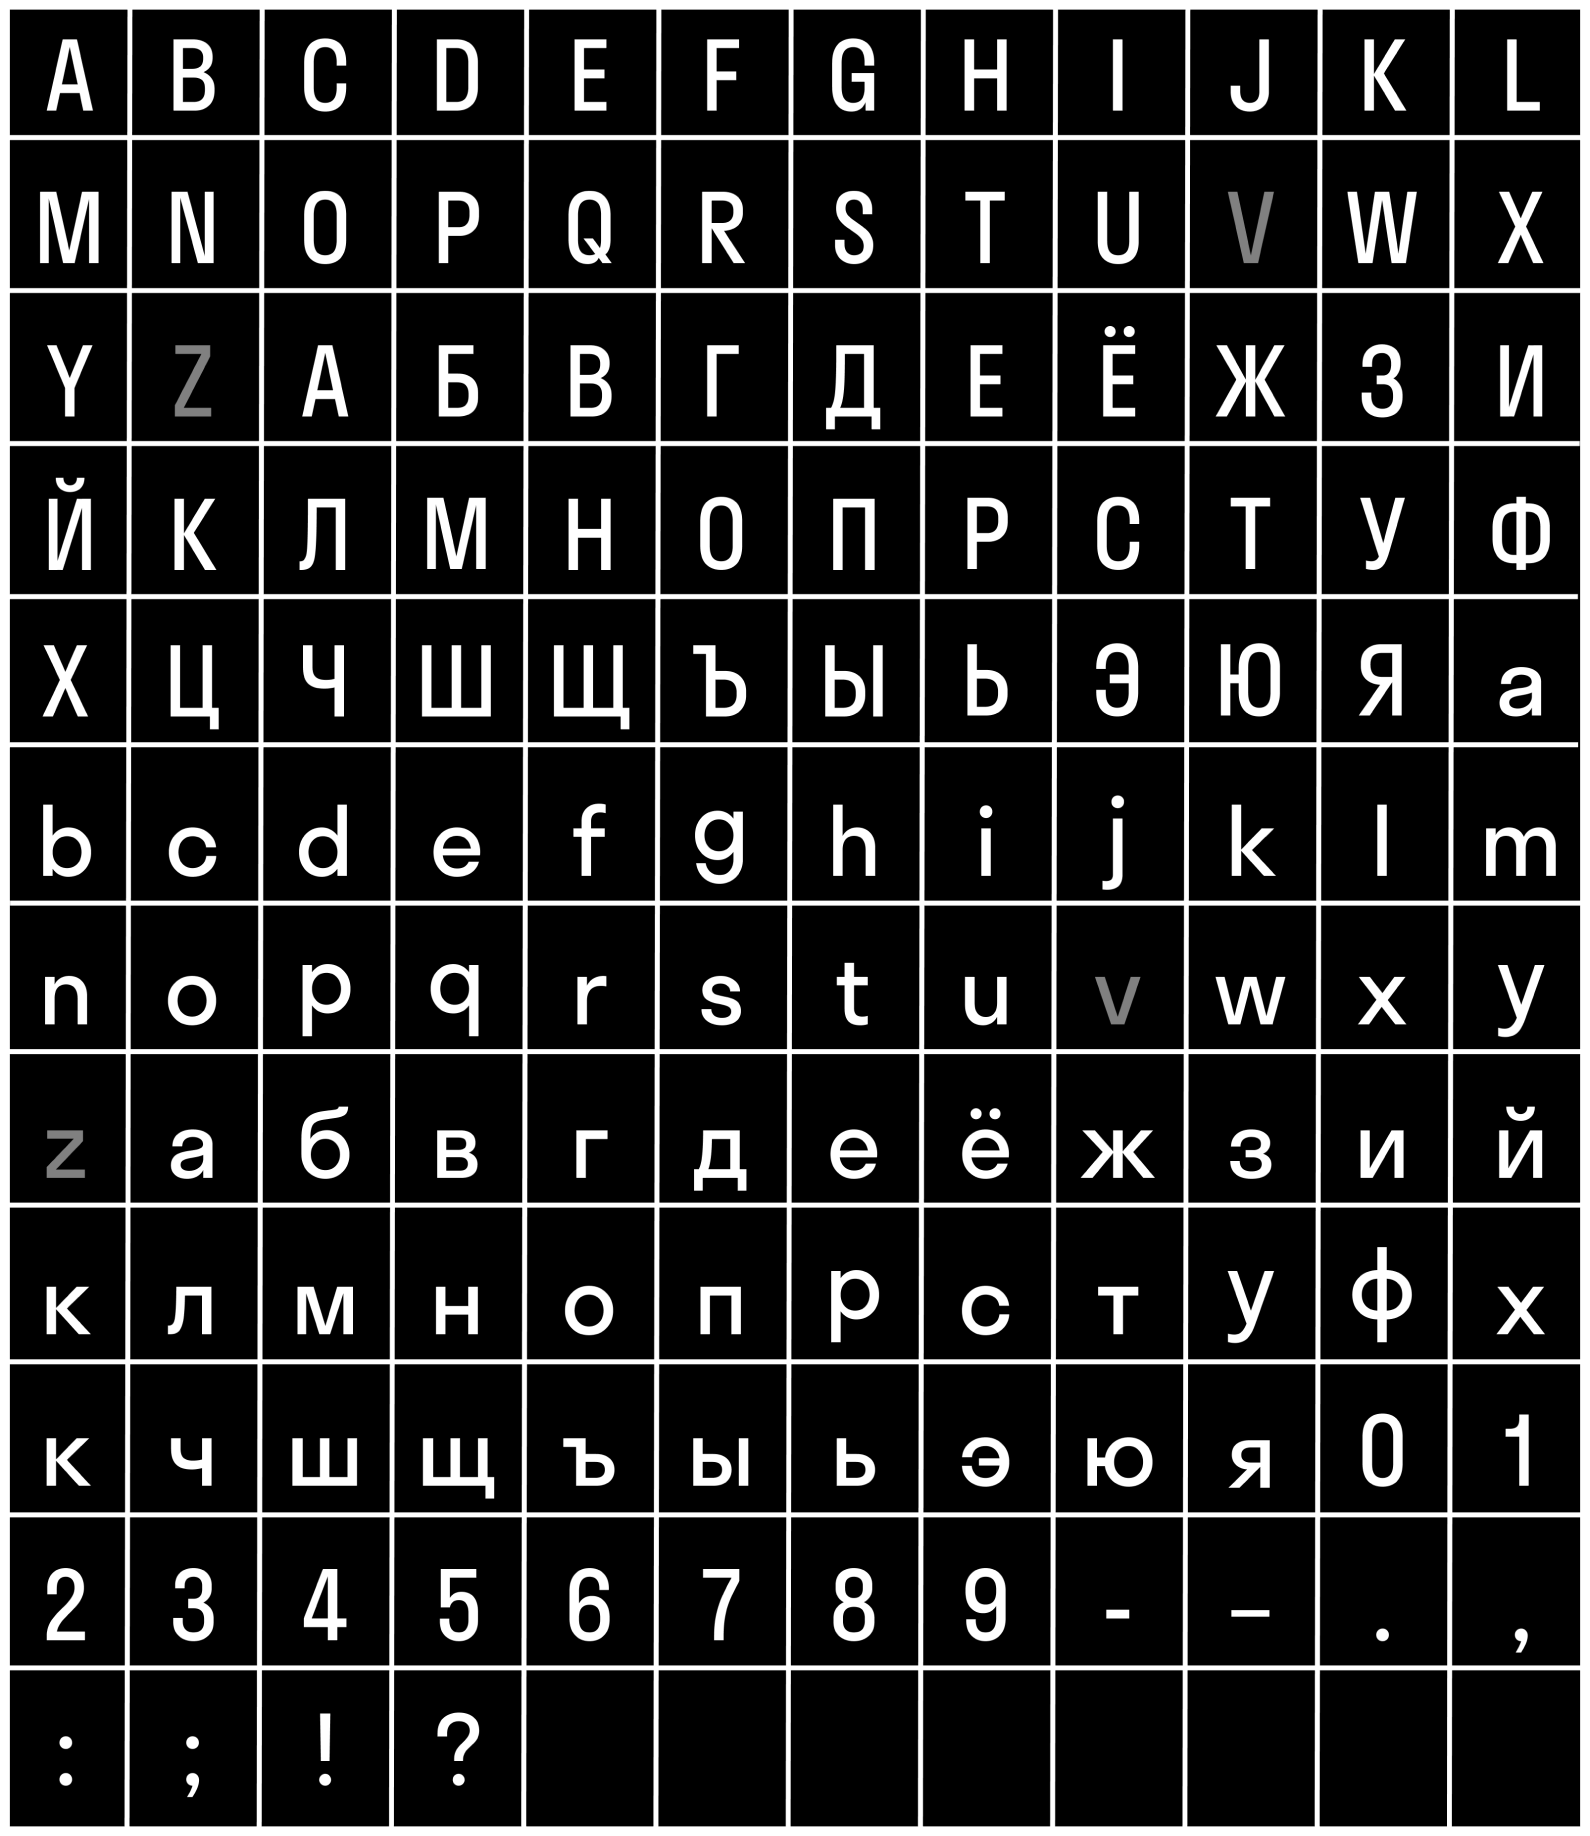 A B C D E F G H I J K L
M N O P Q R S T U V W X
Y Z А Б В Г Д Е Ё Ж З И
Й К Л М Н О П Р С Т У Ф
Х Ц Ч Ш Щ Ъ Ы Ь Э Ю Я a
b c d e f g h i j k l m
n o p q r s t u v w x y
z а б в г д е ё ж з и й
к л м н о п р с т у ф х
к ч ш щ ъ ы ь э ю я 0 1
2 3 4 5 6 7 8 9 - – . ,
: ; ! ?